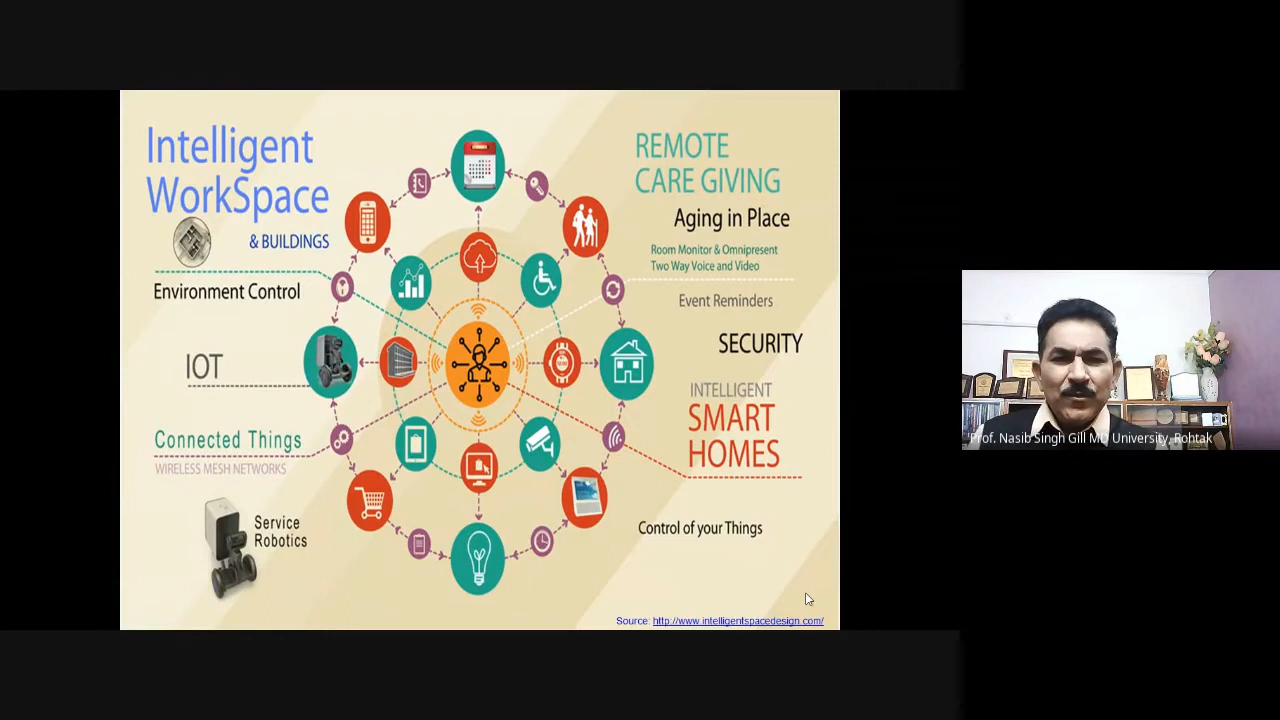 Intelligent
WorkSpace
& BUILDINGS
Environment Control
IOT
Connected Things
WIRELESS MESH NETWORKS
Service
Robotics
REMOTE
CARE GIVING
Aging in Place
Room Monitor & Omnipresent
Two Way Voice and Video
Event Reminders
SECURITY
INTELLIGENT
SMART
HOMES
Control of your Things
Source: http://www.intelligentspacedesign.com/
Prof. Nasib Singh Gill MD University, Rohtak